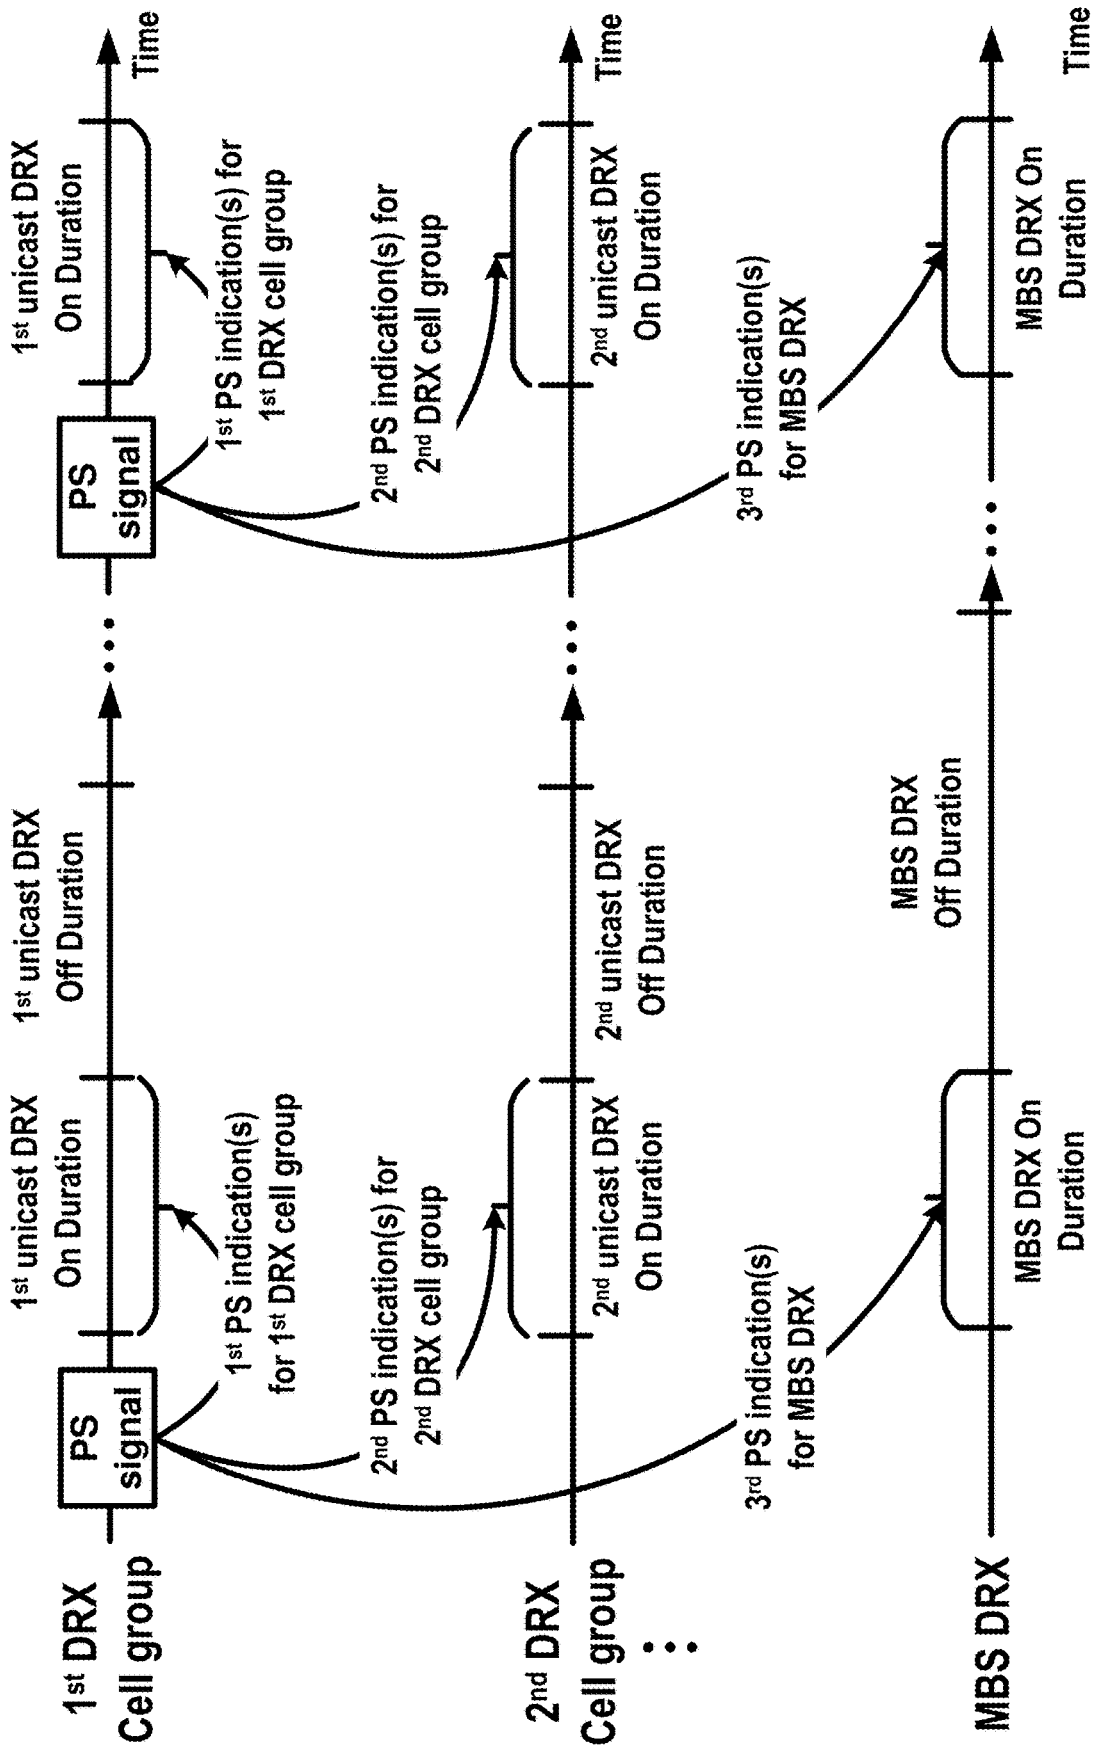 1st DRX
Cell group
PS
signal
1st unicast DRX
On Duration
1st unicast DRX
Off Duration
PS
signal
1st unicast DRX
On Duration
Time
1st PS indication(s)
for 1st DRX cell group
1st PS indication(s) for
1st DRX cell group
2nd PS indication(s) for
2nd DRX cell group
2nd PS indication(s) for
2nd DRX cell group
2nd DRX
Cell group
2nd unicast DRX
On Duration
2nd unicast DRX
Off Duration
2nd unicast DRX
On Duration
Time
3rd PS indication(s)
for MBS DRX
3rd PS indication(s)
for MBS DRX
MBS DRX
MBS DRX On
Duration
MBS DRX
Off Duration
MBS DRX On
Duration
Time